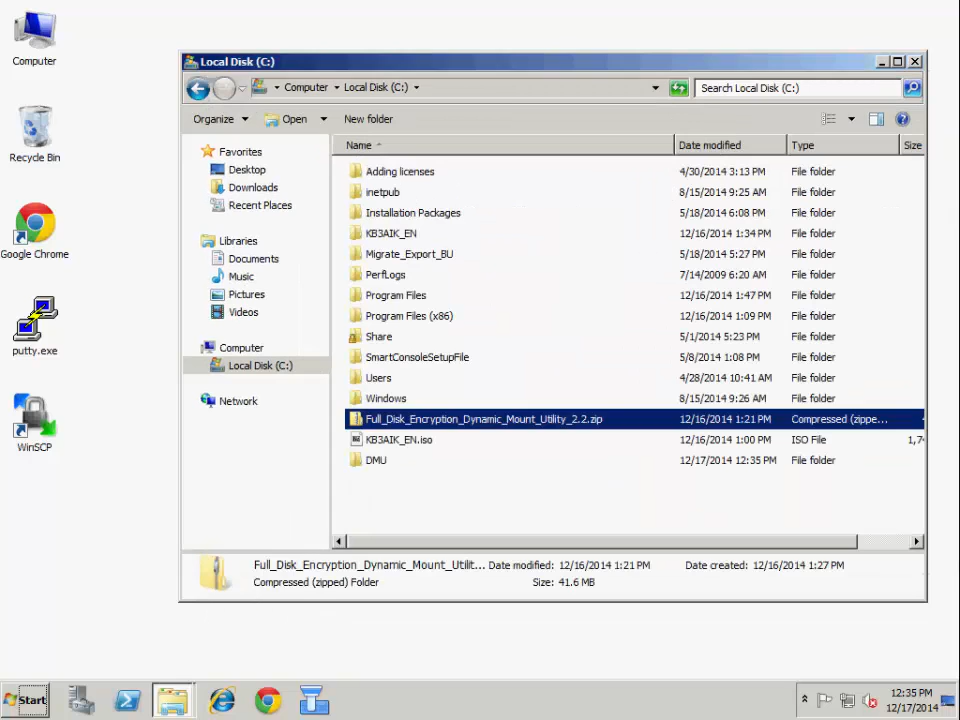 Computer
Recycle Bin
Google Chrome
putty.exe
WinSCP
Local Disk (C:)
Computer Local Disk (C:)
Search Local Disk (C:)
Organize Open New folder
Favorites
Desktop
Downloads
Recent Places
Libraries
Documents
Music
Pictures
Videos
Computer
Local Disk (C:)
Network
Name Date modified Type Size
Adding licenses 4/30/2014 3:13 PM File folder
inetpub 8/15/2014 9:25 AM File folder
Installation Packages 5/18/2014 6:08 PM File folder
KB3AIK_EN 12/16/2014 1:34 PM File folder
Migrate_Export_BU 5/18/2014 5:27 PM File folder
PerfLogs 7/14/2009 6:20 AM File folder
Program Files 12/16/2014 1:47 PM File folder
Program Files (x86) 12/16/2014 1:09 PM File folder
Share 5/1/2014 5:23 PM File folder
SmartConsoleSetupFile 5/8/2014 1:08 PM File folder
Users 4/28/2014 10:41 AM File folder
Windows 8/15/2014 9:26 AM File folder
Full_Disk_Encryption_Dynamic_Mount_Utility_2.2.zip 12/16/2014 1:21 PM Compressed (zippe...
KB3AIK_EN.iso 12/16/2014 1:00 PM ISO File 1,7
DMU 12/17/2014 12:35 PM File folder
Full_Disk_Encryption_Dynamic_Mount_Utilit... Date modified: 12/16/2014 1:21 PM Date created: 12/16/2014 1:27 PM
Compressed (zipped) Folder Size: 41.6 MB
Start
12:35 PM
12/17/2014